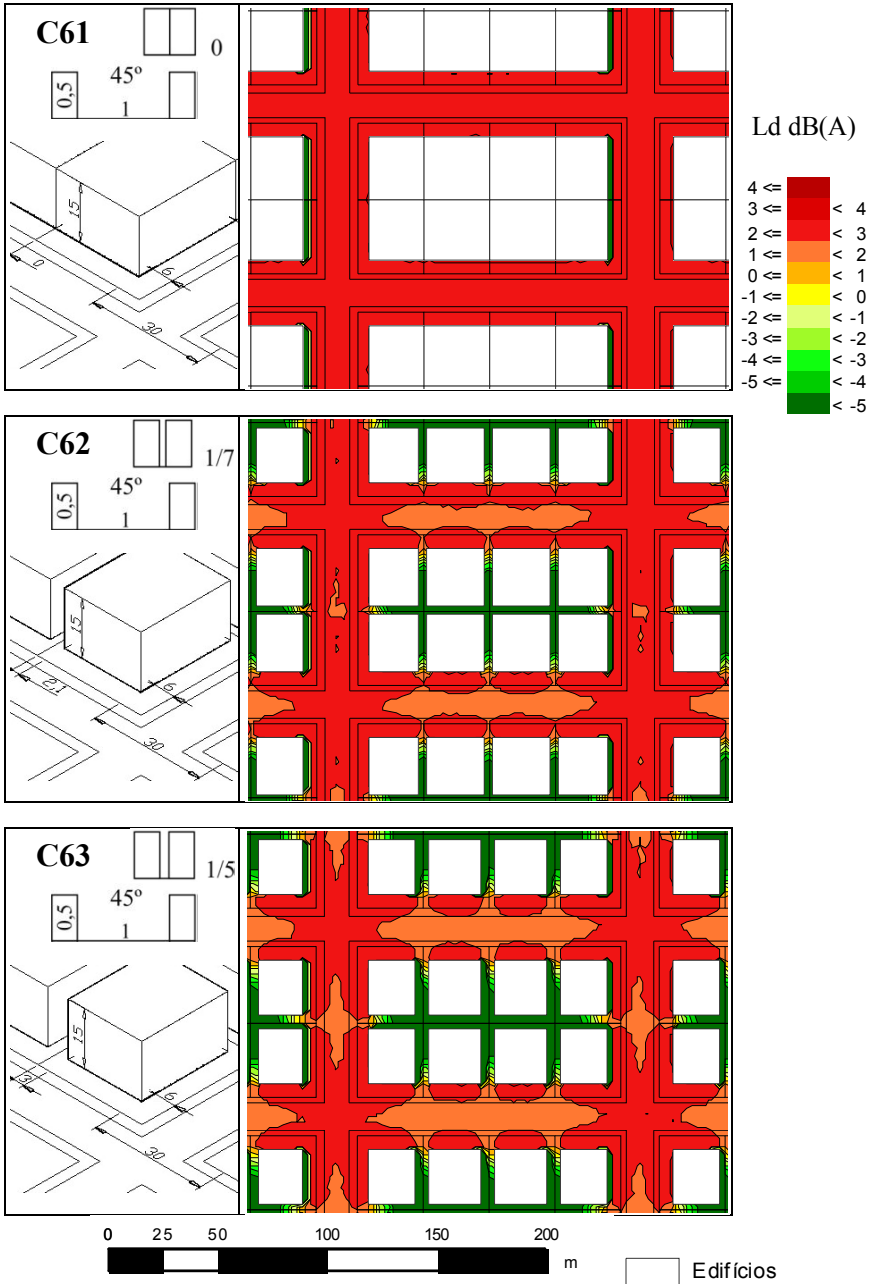 C61
0
45º
0,5
1
15
0
6
30
Ld dB(A)
4 <=
3 <= < 4
2 <= < 3
1 <= < 2
0 <= < 1
-1 <= < 0
-2 <= < -1
-3 <= < -2
-4 <= < -3
-5 <= < -4
< -5
C62
1/7
45º
0,5
1
15
2,1
6
30
C63
1/5
45º
0,5
1
15
3
6
30
0 25 50 100 150 200
m
Edifícios